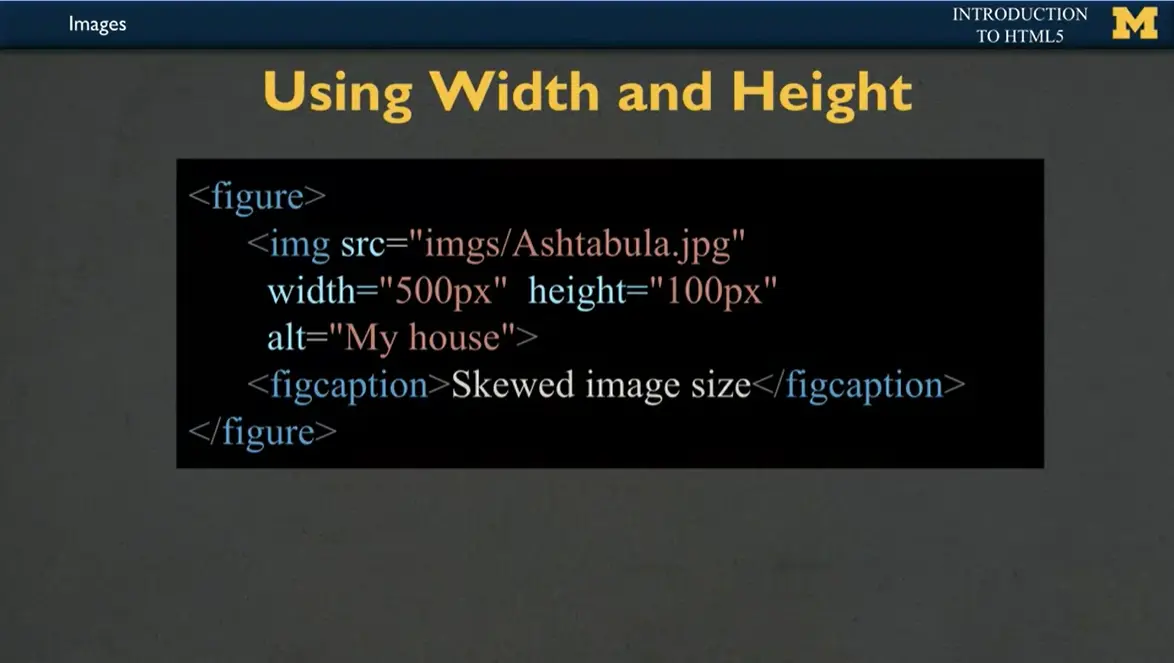 Images
INTRODUCTION
TO HTML5
M
Using Width and Height
<figure>
<img src="imgs/Ashtabula.jpg"
width="500px" height="100px"
alt="My house">
<figcaption>Skewed image size</figcaption>
</figure>